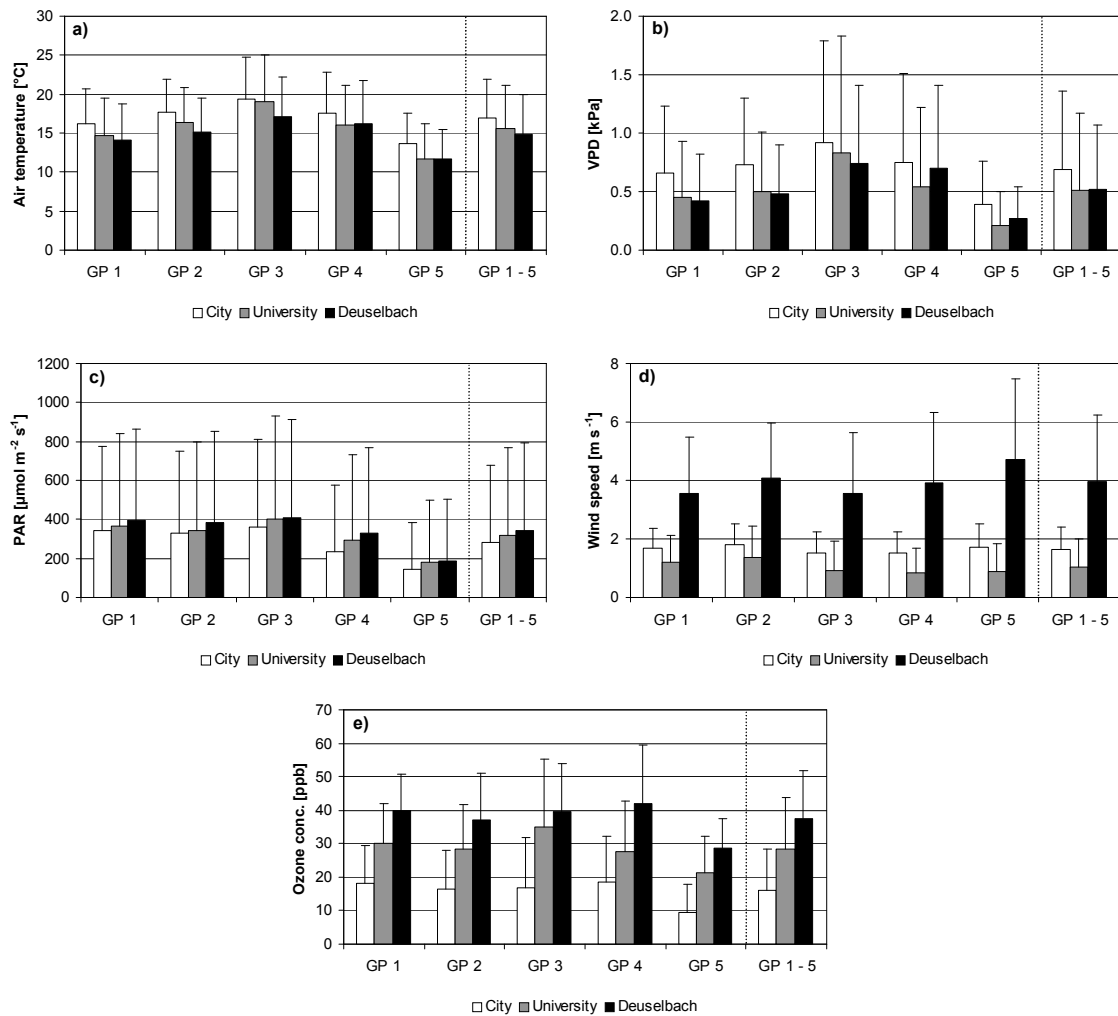 a)
Air temperature [°C]
30
25
20
15
10
5
0
GP 1 GP 2 GP 3 GP 4 GP 5 GP 1 - 5
City University Deuselbach
b)
VPD [kPa]
2.0
1.5
1.0
0.5
0.0
GP 1 GP 2 GP 3 GP 4 GP 5 GP 1 - 5
City University Deuselbach
c)
PAR [µmol m⁻² s⁻¹]
1200
1000
800
600
400
200
0
GP 1 GP 2 GP 3 GP 4 GP 5 GP 1 - 5
City University Deuselbach
d)
Wind speed [m s⁻¹]
8
6
4
2
0
GP 1 GP 2 GP 3 GP 4 GP 5 GP 1 - 5
City University Deuselbach
e)
Ozone conc. [ppb]
70
60
50
40
30
20
10
0
GP 1 GP 2 GP 3 GP 4 GP 5 GP 1 - 5
City University Deuselbach